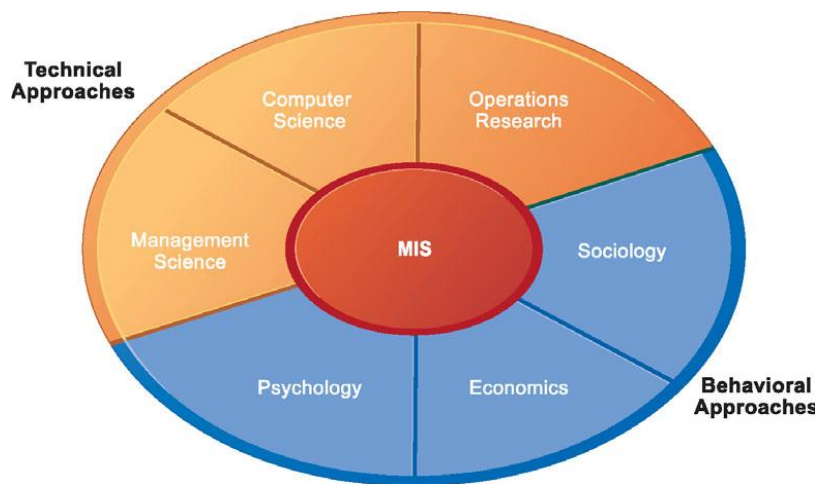 Technical
Approaches
Computer
Science
Operations
Research
Management
Science
MIS
Sociology
Psychology
Economics
Behavioral
Approaches